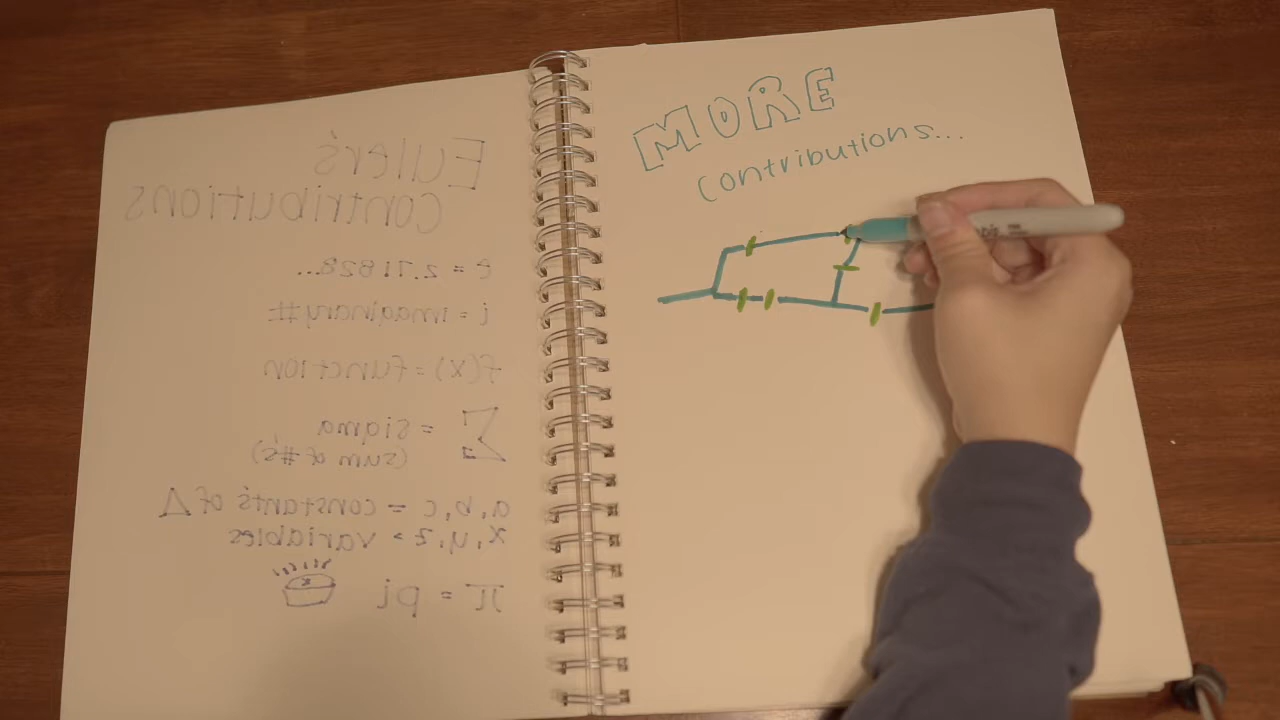 Euler's
contributions
e = 2.71828...
i = imaginary #
f(x) = function
Σ = sigma
(sum of #'s)
a, b, c = constants of Δ
x, y, z = variables
π = pi
MORE
contributions...